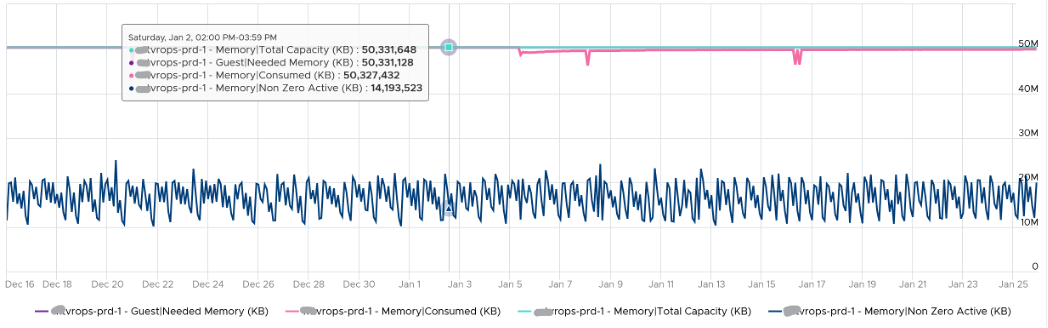 Saturday, Jan 2, 02:00 PM-03:59 PM
tvrops-prd-1 - Memory|Total Capacity (KB) : 50,331,648
vrops-prd-1 - Guest|Needed Memory (KB) : 50,331,128
vrops-prd-1 - Memory|Consumed (KB) : 50,327,432
vrops-prd-1 - Memory|Non Zero Active (KB) : 14,193,523
50M
40M
30M
20M
10M
0
Dec 16 Dec 18 Dec 20 Dec 22 Dec 24 Dec 26 Dec 28 Dec 30 Jan 1 Jan 3 Jan 5 Jan 7 Jan 9 Jan 11 Jan 13 Jan 15 Jan 17 Jan 19 Jan 21 Jan 23 Jan 25
vrops-prd-1 - Guest|Needed Memory (KB) vrops-prd-1 - Memory|Consumed (KB) tvrops-prd-1 - Memory|Total Capacity (KB) vrops-prd-1 - Memory|Non Zero Active (KB)